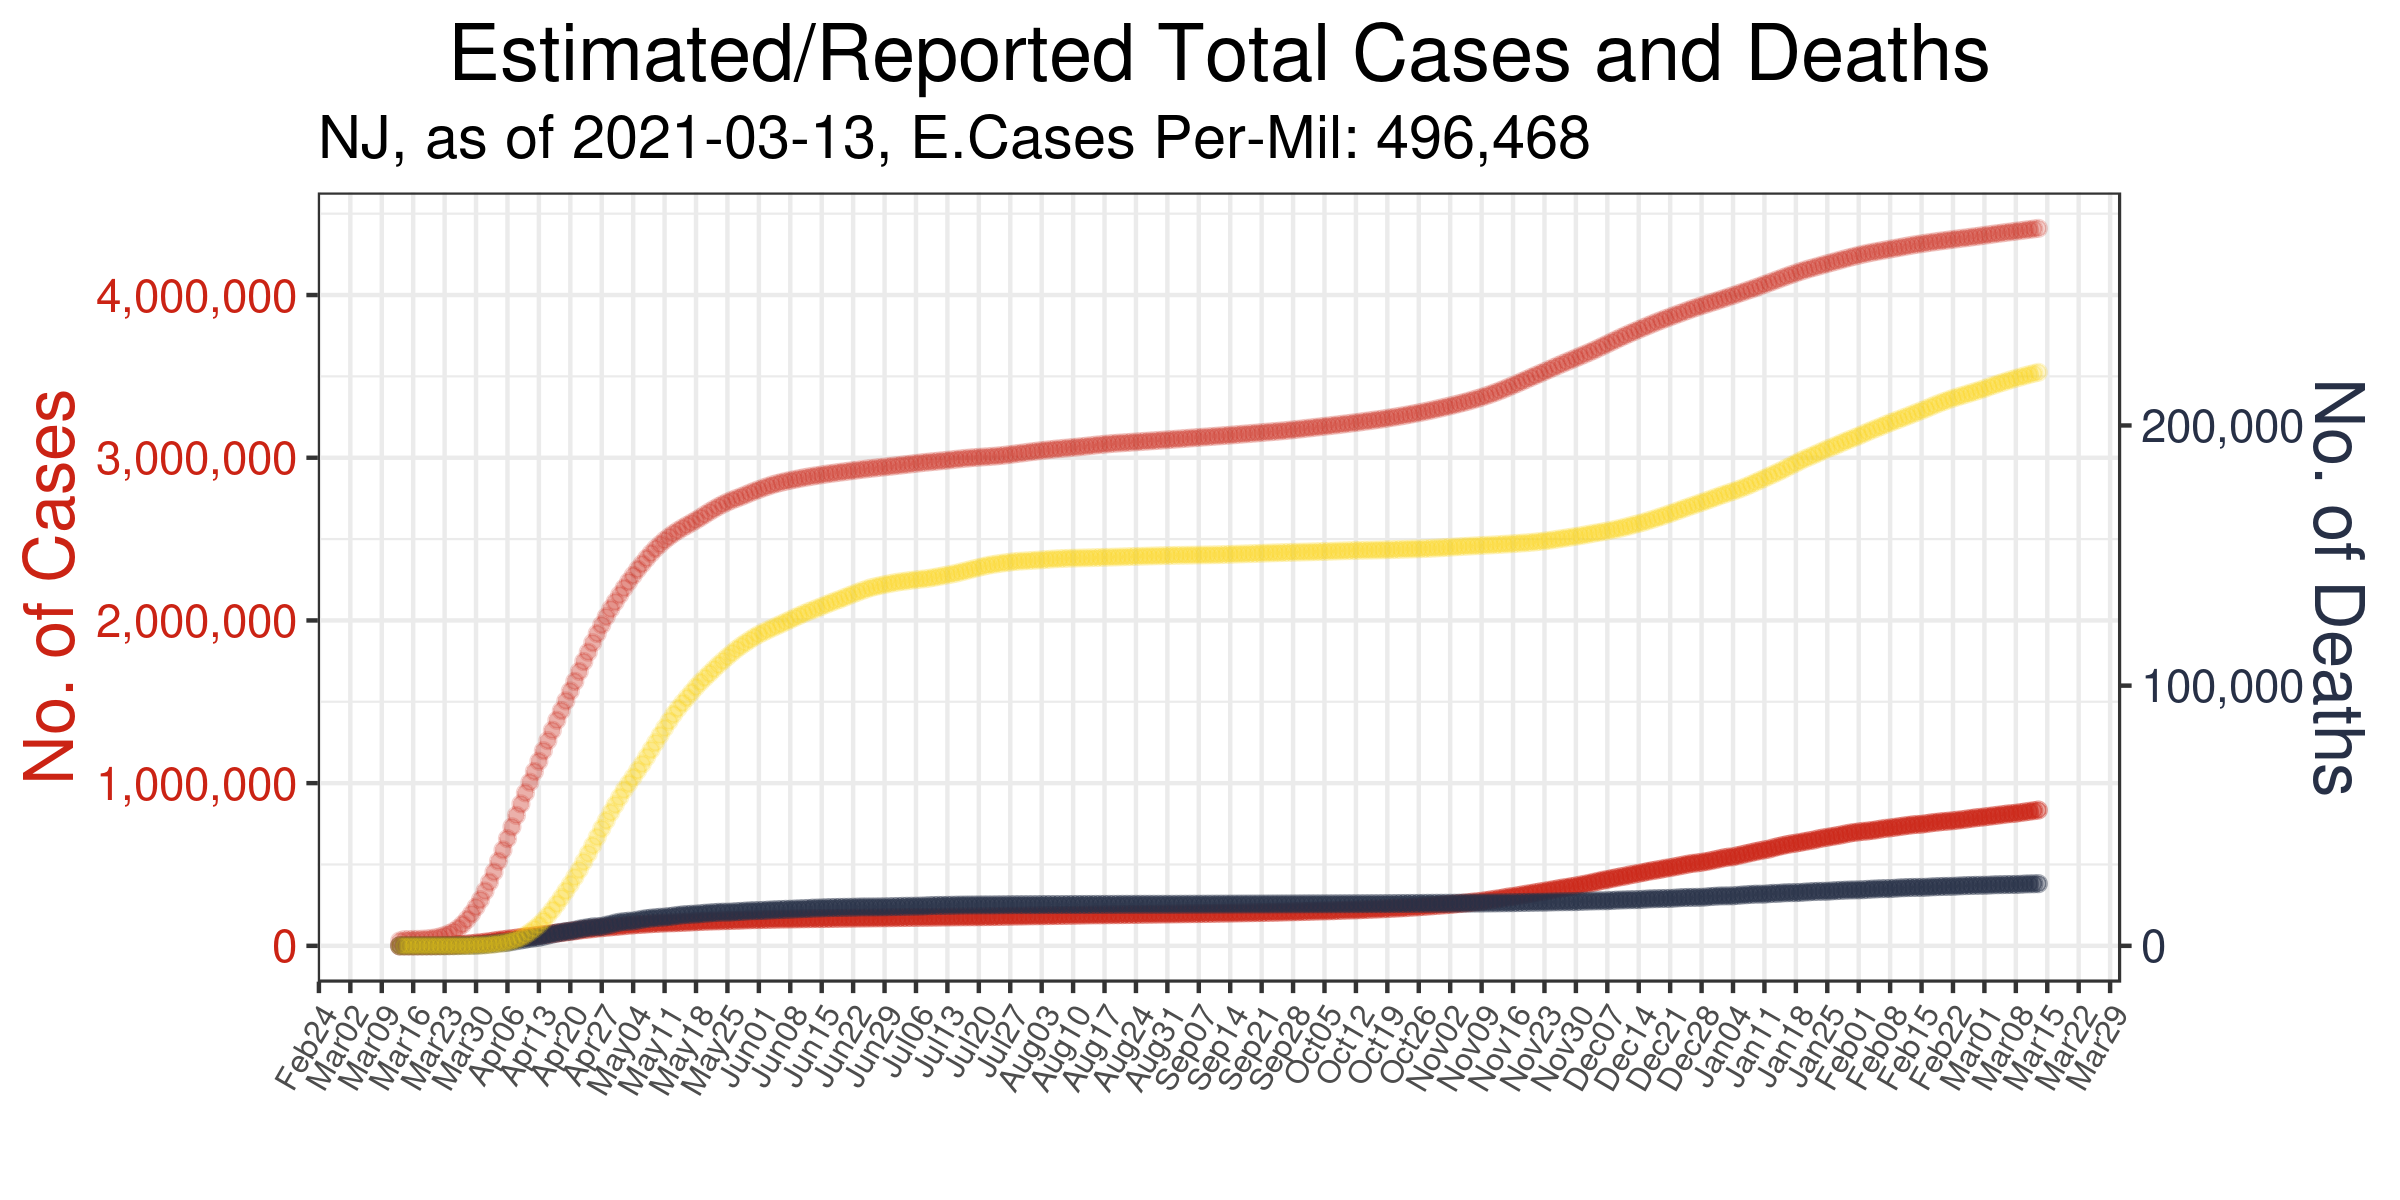 Estimated/Reported Total Cases and Deaths
NJ, as of 2021-03-13, E.Cases Per-Mil: 496,468
No. of Cases
4,000,000
3,000,000
2,000,000
1,000,000
0
200,000
100,000
0
No. of Deaths
Feb24
Mar02
Mar09
Mar16
Mar23
Mar30
Apr06
Apr13
Apr20
Apr27
May04
May11
May18
May25
Jun01
Jun08
Jun15
Jun22
Jun29
Jul06
Jul13
Jul20
Jul27
Aug03
Aug10
Aug17
Aug24
Aug31
Sep07
Sep14
Sep21
Sep28
Oct05
Oct12
Oct19
Oct26
Nov02
Nov09
Nov16
Nov23
Nov30
Dec07
Dec14
Dec21
Dec28
Jan04
Jan11
Jan18
Jan25
Feb01
Feb08
Feb15
Feb22
Mar01
Mar08
Mar15
Mar22
Mar29